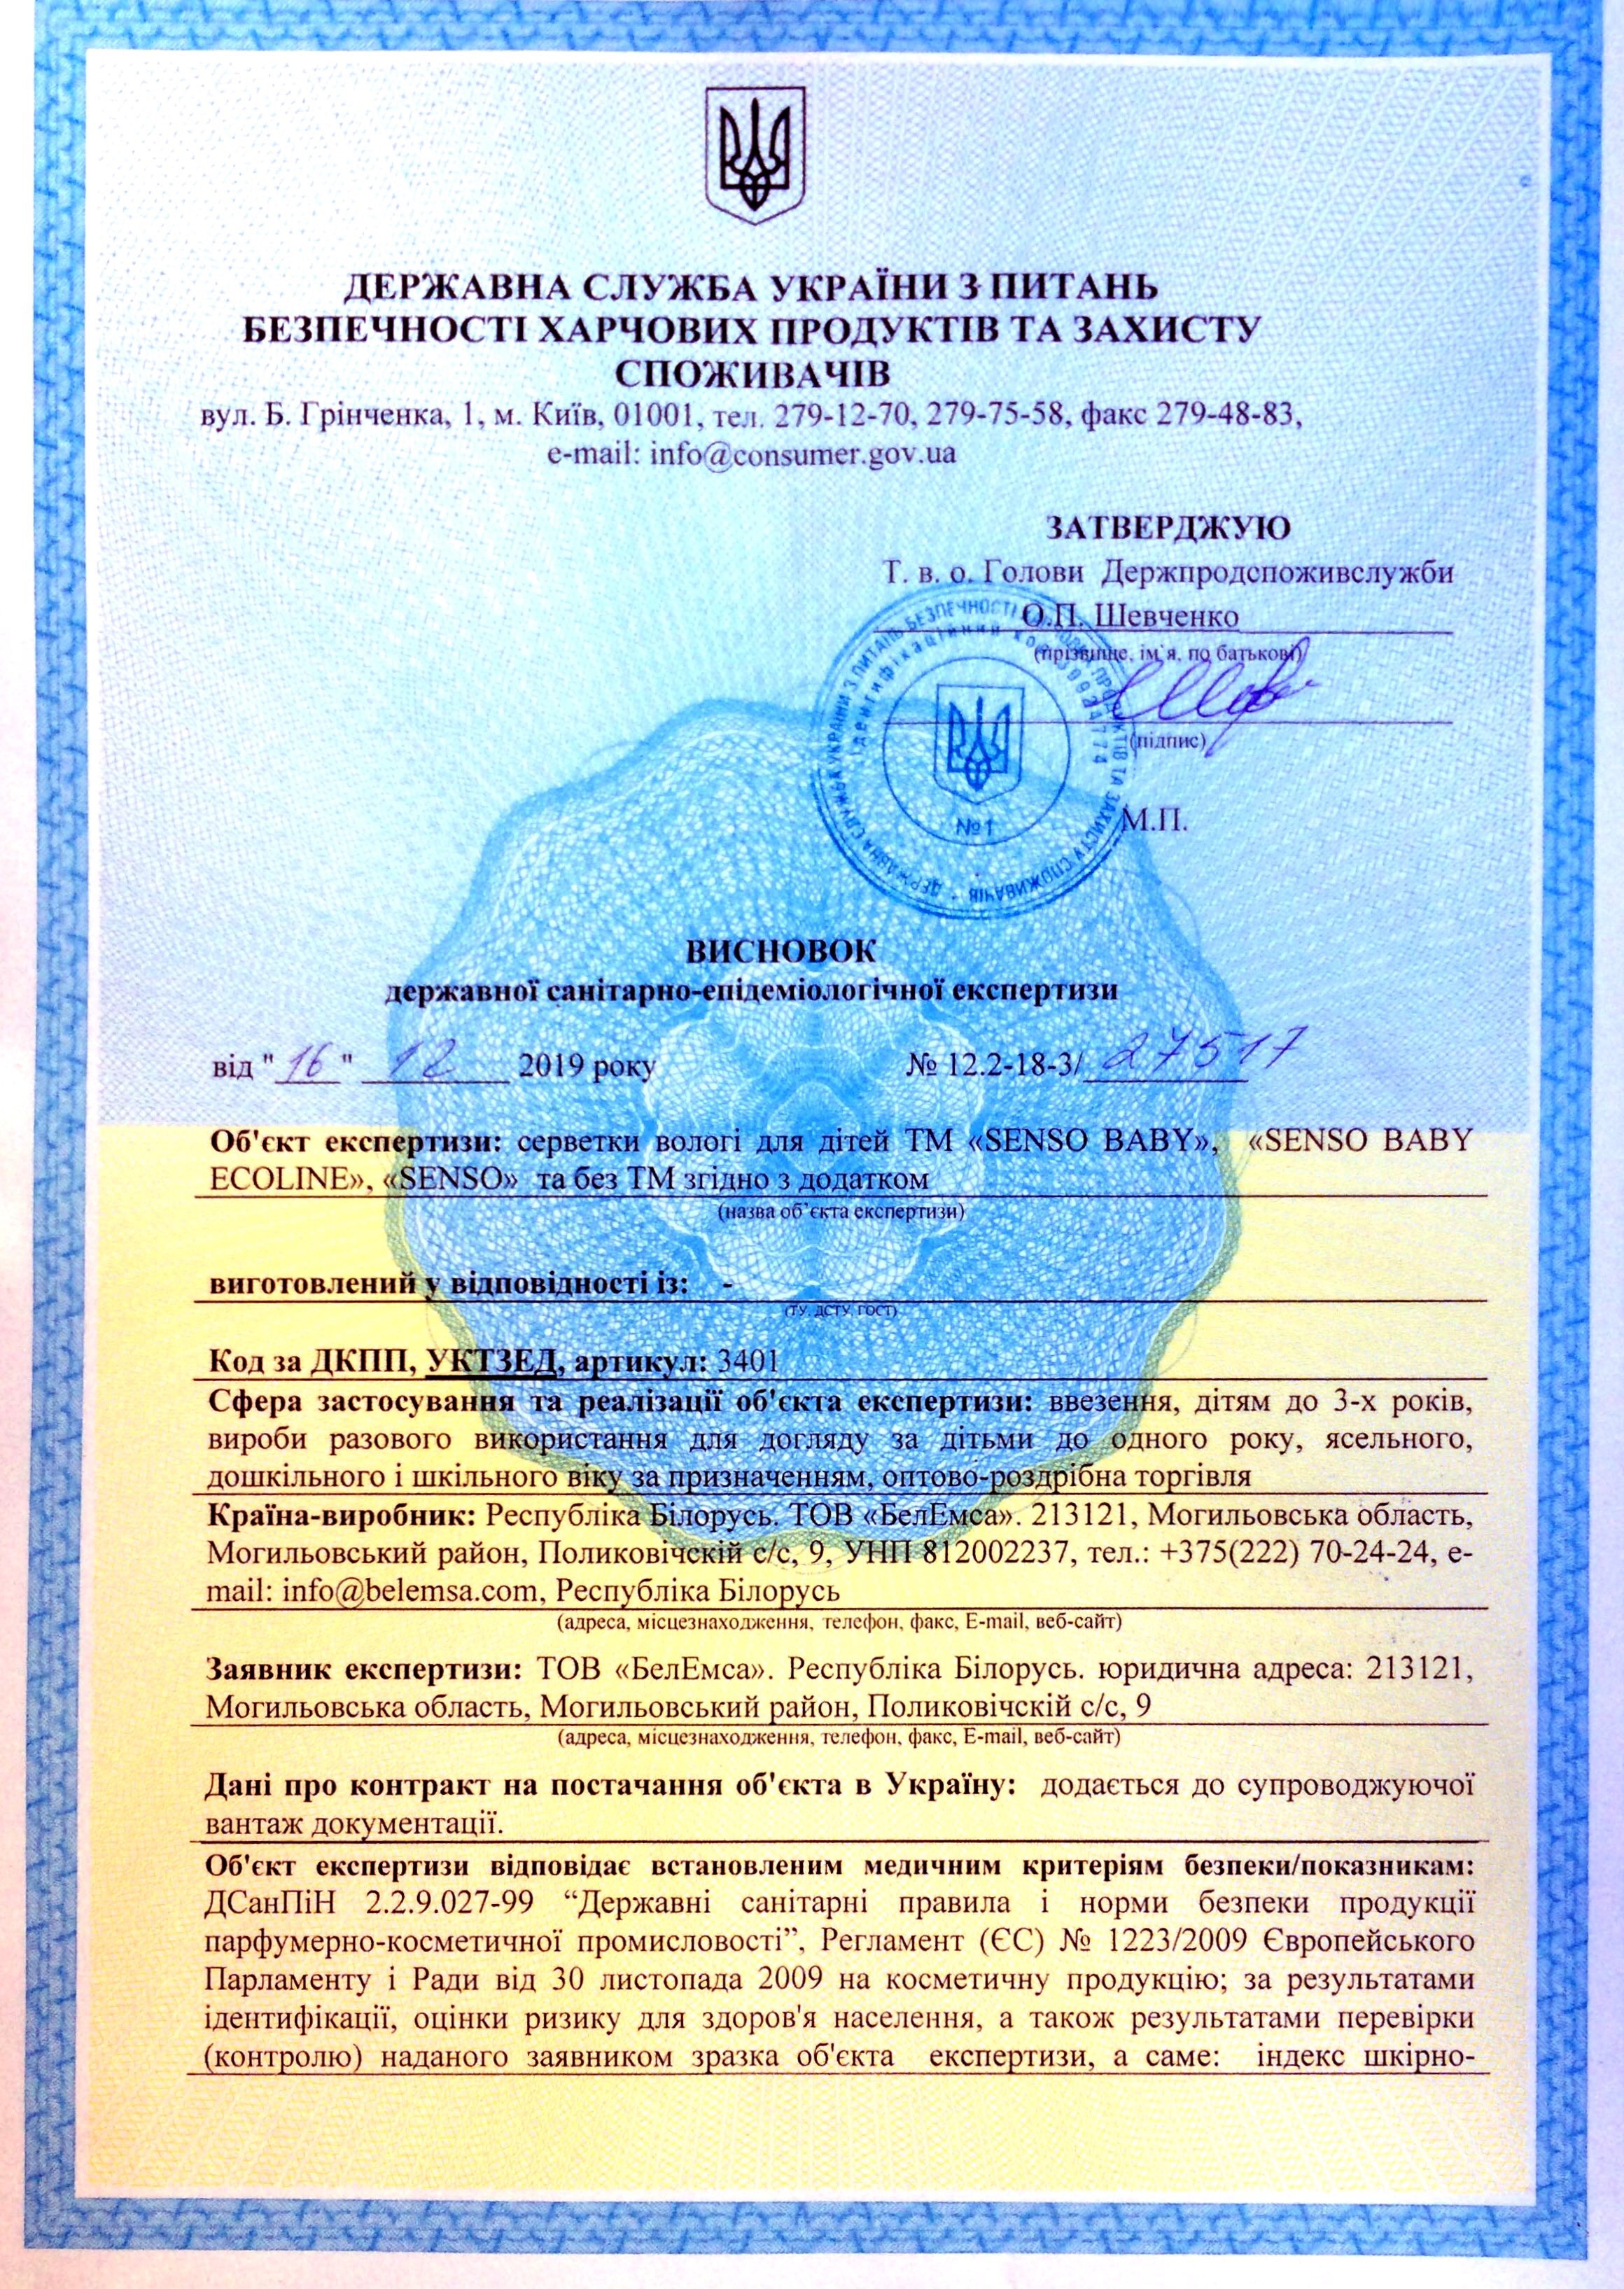 ДЕРЖАВНА СЛУЖБА УКРАЇНИ З ПИТАНЬ
БЕЗПЕЧНОСТІ ХАРЧОВИХ ПРОДУКТІВ ТА ЗАХИСТУ
СПОЖИВАЧІВ
вул. Б. Грінченка, 1, м. Київ, 01001, тел. 279-12-70, 279-75-58, факс 279-48-83,
e-mail: info@consumer.gov.ua
ЗАТВЕРДЖУЮ
Т. в. о. Голови Держпродспоживслужби
О.П. Шевченко
(прізвище, ім'я, по батькові)
(підпис)
М.П.
ДЕРЖАВНА СЛУЖБА УКРАЇНИ З ПИТАНЬ БЕЗПЕЧНОСТІ ХАРЧОВИХ ПРОДУКТІВ ТА ЗАХИСТУ СПОЖИВАЧІВ
ідентифікаційний код 39924774
№1
ВИСНОВОК
державної санітарно-епідеміологічної експертизи
від "16" 12 2019 року № 12.2-18-3/27517
Об'єкт експертизи: серветки вологі для дітей ТМ «SENSO BABY», «SENSO BABY
ECOLINE», «SENSO» та без ТМ згідно з додатком
(назва об'єкта експертизи)
виготовлений у відповідності із: -
(ТУ, ДСТУ, ГОСТ)
Код за ДКПП, УКТЗЕД, артикул: 3401
Сфера застосування та реалізації об'єкта експертизи: ввезення, дітям до 3-х років,
вироби разового використання для догляду за дітьми до одного року, ясельного,
дошкільного і шкільного віку за призначенням, оптово-роздрібна торгівля
Країна-виробник: Республіка Білорусь. ТОВ «БелЕмса». 213121, Могильовська область,
Могильовський район, Поликовічскій с/с, 9, УНП 812002237, тел.: +375(222) 70-24-24, e-
mail: info@belemsa.com, Республіка Білорусь
(адреса, місцезнаходження, телефон, факс, E-mail, веб-сайт)
Заявник експертизи: ТОВ «БелЕмса». Республіка Білорусь. юридична адреса: 213121,
Могильовська область, Могильовський район, Поликовічскій с/с, 9
(адреса, місцезнаходження, телефон, факс, E-mail, веб-сайт)
Дані про контракт на постачання об'єкта в Україну: додається до супроводжуючої
вантаж документації.
Об'єкт експертизи відповідає встановленим медичним критеріям безпеки/показникам:
ДСанПіН 2.2.9.027-99 “Державні санітарні правила і норми безпеки продукції
парфумерно-косметичної промисловості”, Регламент (ЄС) № 1223/2009 Європейського
Парламенту і Ради від 30 листопада 2009 на косметичну продукцію; за результатами
ідентифікації, оцінки ризику для здоров'я населення, а також результатами перевірки
(контролю) наданого заявником зразка об'єкта експертизи, а саме: індекс шкірно-